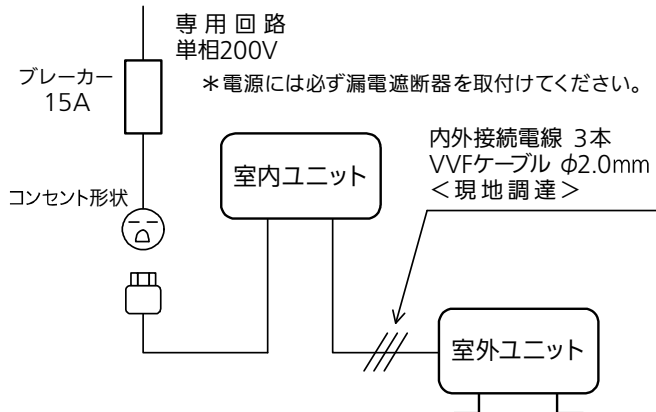 専用回路
単相200V
ブレーカー
15A
＊電源には必ず漏電遮断器を取付けてください。
内外接続電線 3本
VVFケーブル φ2.0mm
＜現地調達＞
室内ユニット
コンセント形状
室外ユニット